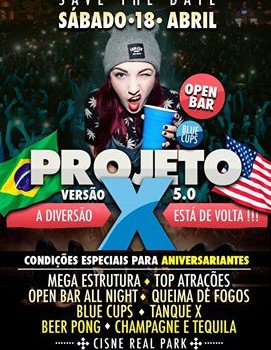 SAVE THE DATE
SÁBADO • 18 • ABRIL
OPEN
BAR
BLUE
CUPS
PROJETO
VERSÃO X 5.0
A DIVERSÃO ESTÁ DE VOLTA !!!
CONDIÇÕES ESPECIAIS PARA ANIVERSARIANTES
MEGA ESTRUTURA ♦ TOP ATRAÇÕES
OPEN BAR ALL NIGHT ♦ QUEIMA DE FOGOS
BLUE CUPS ♦ TANQUE X
BEER PONG ♦ CHAMPAGNE E TEQUILA
CISNE REAL PARK